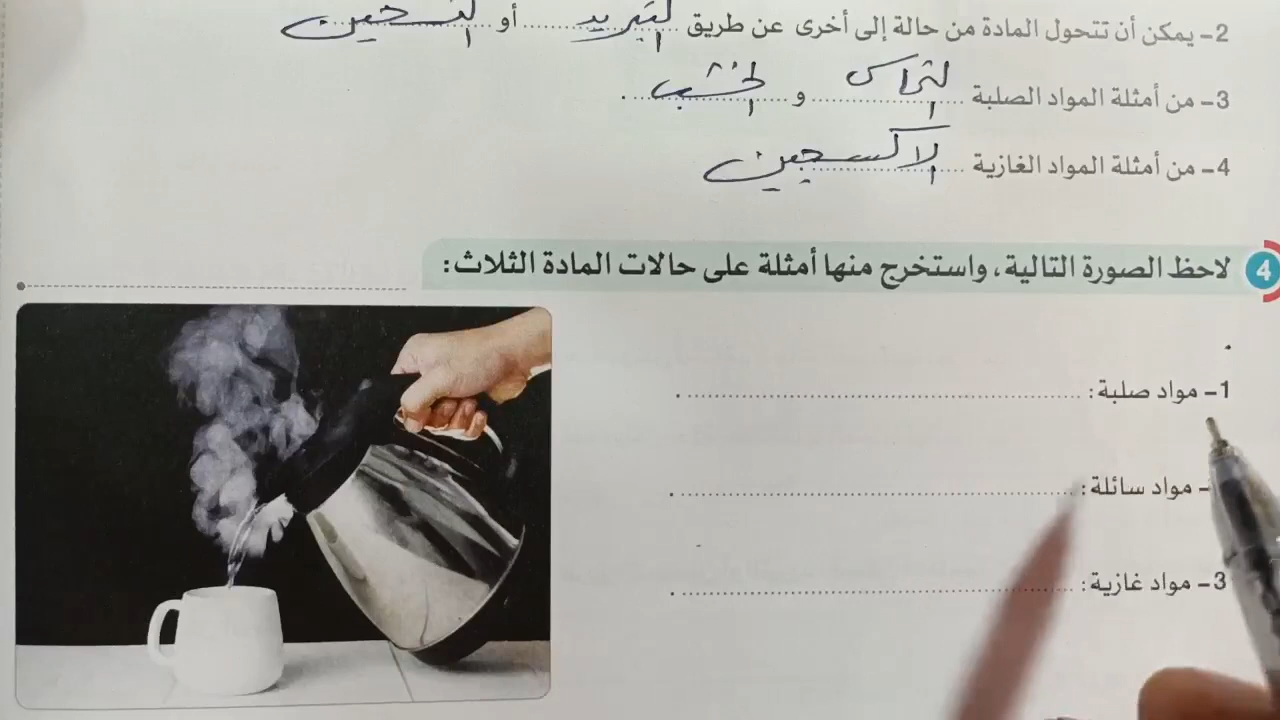 2- يمكن أن تتحول المادة من حالة إلى أخرى عن طريق التبريد أو التسخين
3- من أمثلة المواد الصلبة التراب و الخشب.
4- من أمثلة المواد الغازية الاكسجين
4 لاحظ الصورة التالية، واستخرج منها أمثلة على حالات المادة الثلاث:
1- مواد صلبة: .
- مواد سائلة: .
3- مواد غازية: .